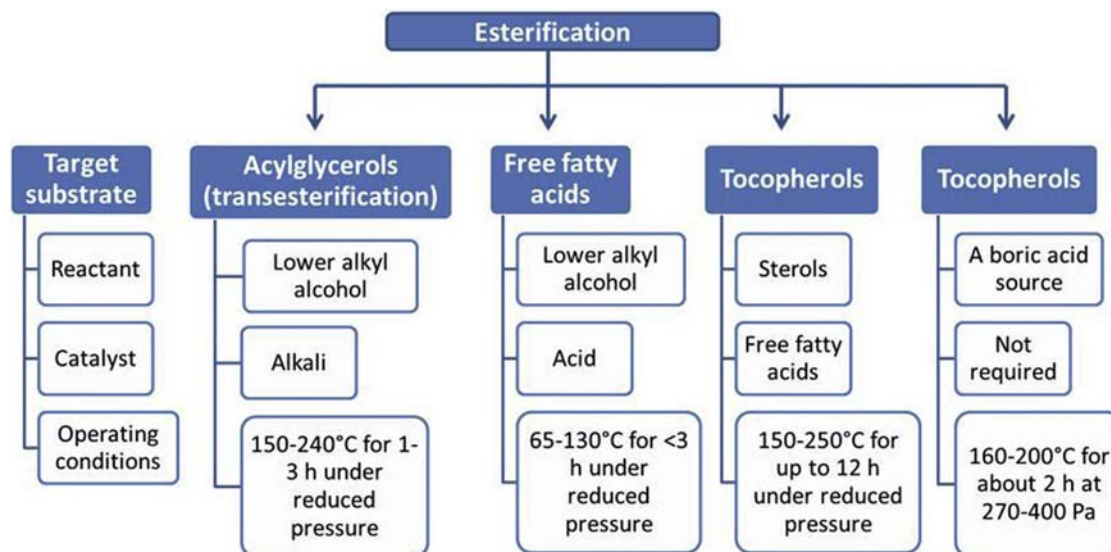 Esterification
Target
substrate
Reactant
Catalyst
Operating
conditions
Acylglycerols
(transesterification)
Lower alkyl
alcohol
Alkali
150-240°C for 1-
3 h under
reduced
pressure
Free fatty
acids
Lower alkyl
alcohol
Acid
65-130°C for <3
h under
reduced
pressure
Tocopherols
Sterols
Free fatty
acids
150-250°C for
up to 12 h
under reduced
pressure
Tocopherols
A boric acid
source
Not
required
160-200°C for
about 2 h at
270-400 Pa